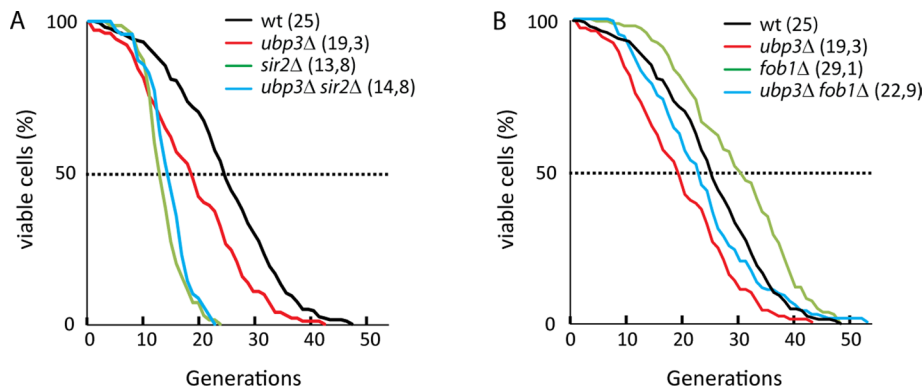 A
wt (25)
ubp3Δ (19,3)
sir2Δ (13,8)
ubp3Δ sir2Δ (14,8)
100
50
0
viable cells (%)
0 10 20 30 40 50
Generations
B
wt (25)
ubp3Δ (19,3)
fob1Δ (29,1)
ubp3Δ fob1Δ (22,9)
100
50
0
viable cells (%)
0 10 20 30 40 50
Generations